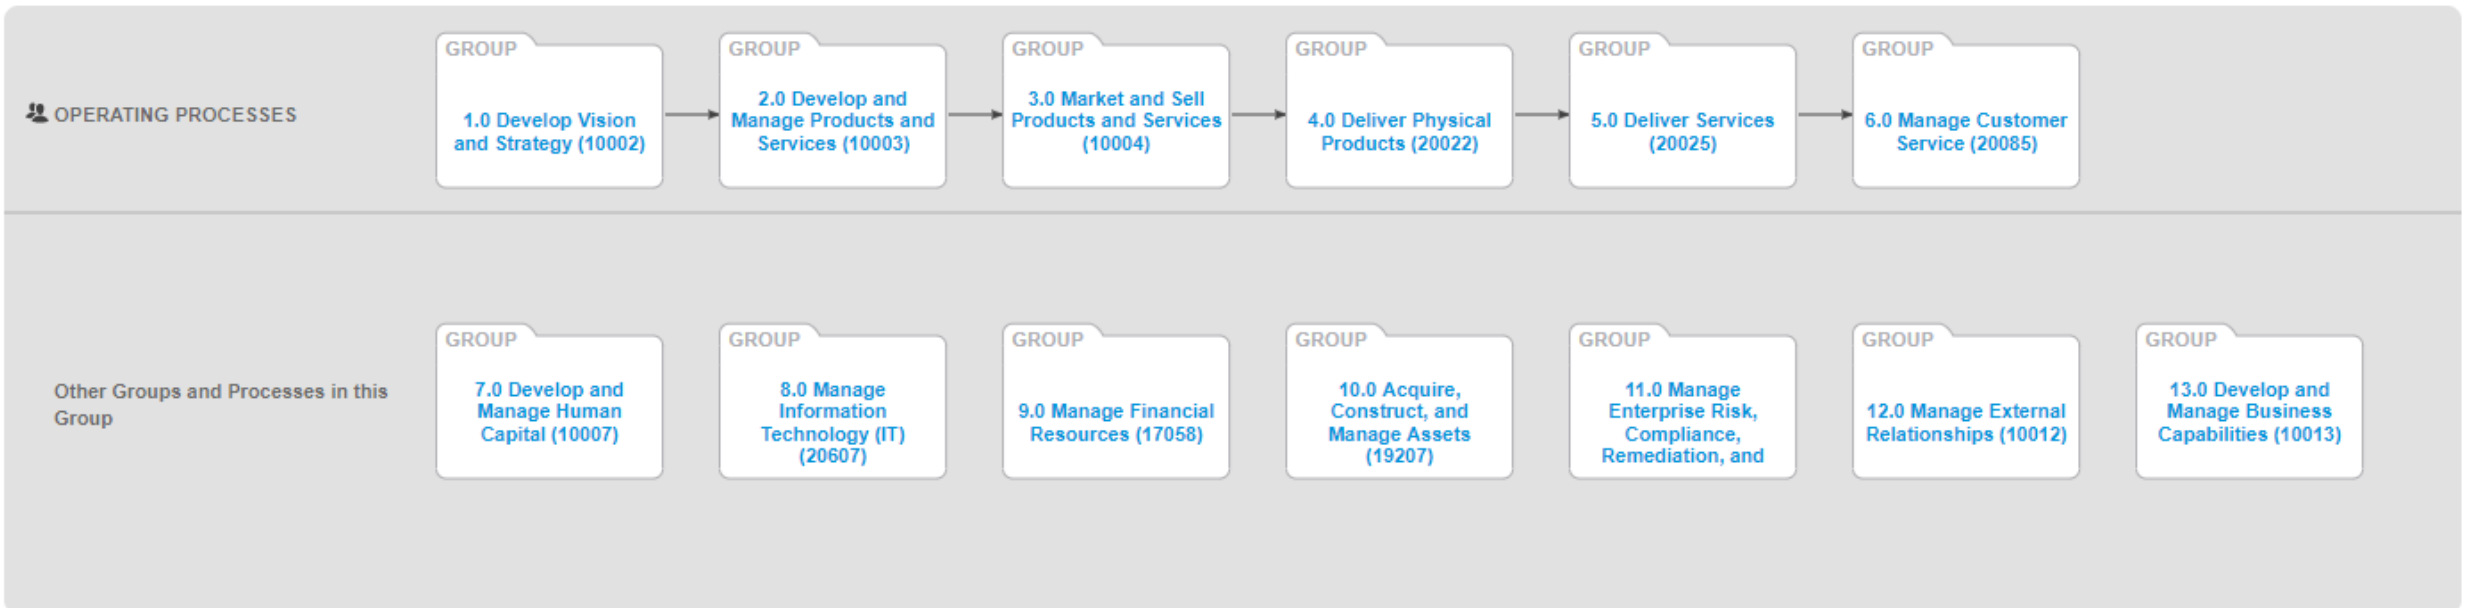 OPERATING PROCESSES
GROUP
1.0 Develop Vision
and Strategy (10002)
GROUP
2.0 Develop and
Manage Products and
Services (10003)
GROUP
3.0 Market and Sell
Products and Services
(10004)
GROUP
4.0 Deliver Physical
Products (20022)
GROUP
5.0 Deliver Services
(20025)
GROUP
6.0 Manage Customer
Service (20085)
Other Groups and Processes in this
Group
GROUP
7.0 Develop and
Manage Human
Capital (10007)
GROUP
8.0 Manage
Information
Technology (IT)
(20607)
GROUP
9.0 Manage Financial
Resources (17058)
GROUP
10.0 Acquire,
Construct, and
Manage Assets
(19207)
GROUP
11.0 Manage
Enterprise Risk,
Compliance,
Remediation, and
GROUP
12.0 Manage External
Relationships (10012)
GROUP
13.0 Develop and
Manage Business
Capabilities (10013)